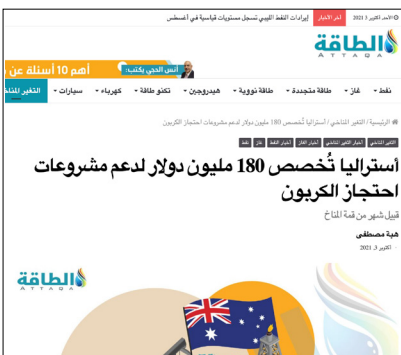 الأحد, أكتوبر 3 2021
آخر الأخبار
إيرادات النفط الليبي تسجل مستويات قياسية في أغسطس
الطاقة
ATTAQA
أنس الحجي يكتب:
أهم 10 أسئلة عن
نفط
غاز
طاقة متجددة
طاقة نووية
هيدروجين
تكنو طاقة
كهرباء
سيارات
التغير المناخ
الرئيسية / التغير المناخي / أستراليا تُخصص 180 مليون دولار لدعم مشروعات احتجاز الكربون
التغير المناخي
أخبار التغير المناخي
أخبار الغاز
أخبار النفط
غاز
نفط
أستراليا تُخصص 180 مليون دولار لدعم مشروعات
احتجاز الكربون
قبيل شهر من قمة المناخ
هبة مصطفى
أكتوبر 3, 2021
الطاقة
ATTAQA